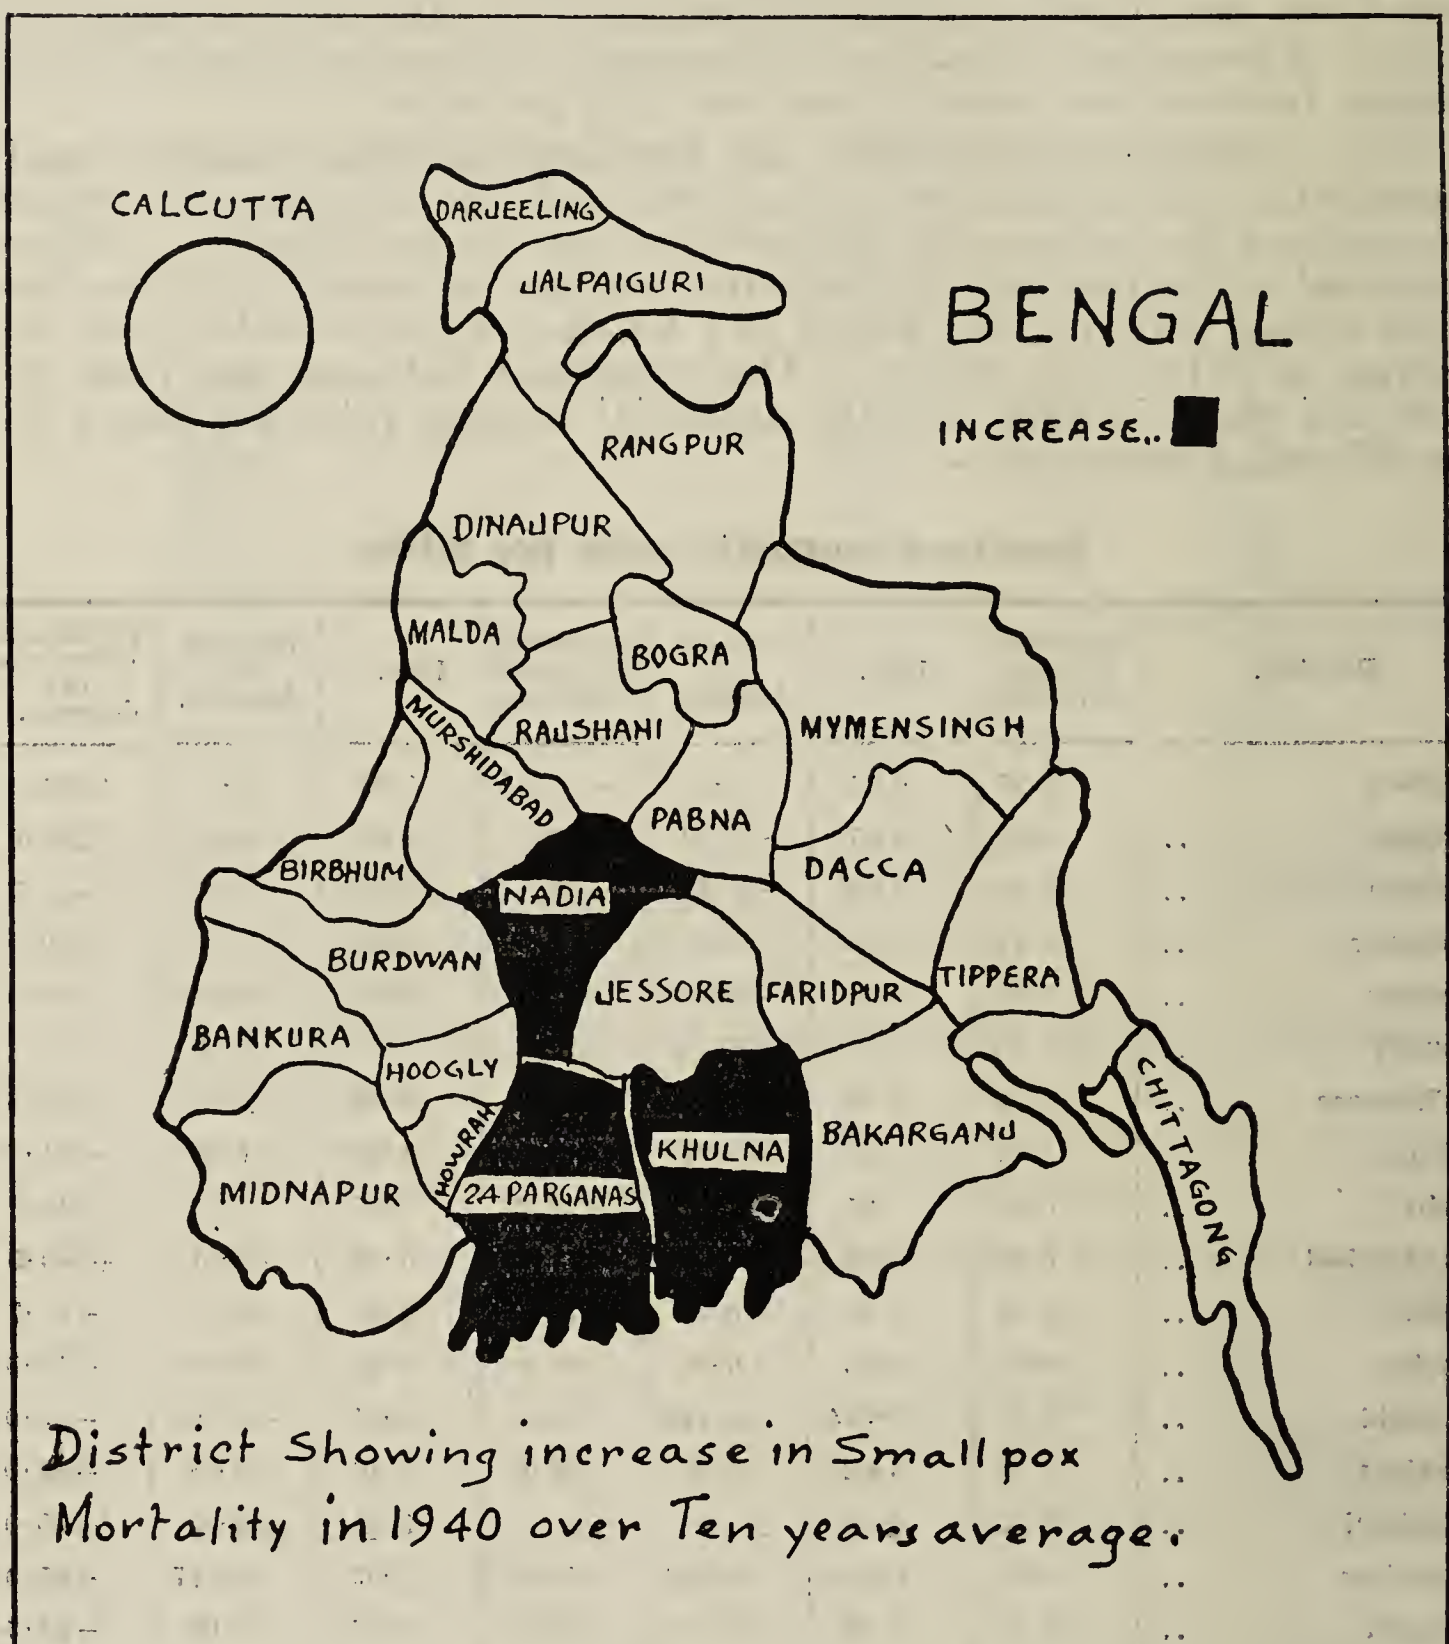 CALCUTTA
DARJEELING
JALPAIGURI
BENGAL
INCREASE..
RANGPUR
DINAJPUR
MALDA
BOGRA
MURSHIDABAD
RAJSHANI
MYMENSINGH
PABNA
BIRBHUM
DACCA
NADIA
BURDWAN
JESSORE
FARIDPUR
TIPPERA
BANKURA
HOOGLY
CHITTAGONG
HOWRAH
KHULNA
BAKARGANJ
MIDNAPUR
24 PARGANAS
District Showing increase in Small pox
Mortality in 1940 over Ten years average.